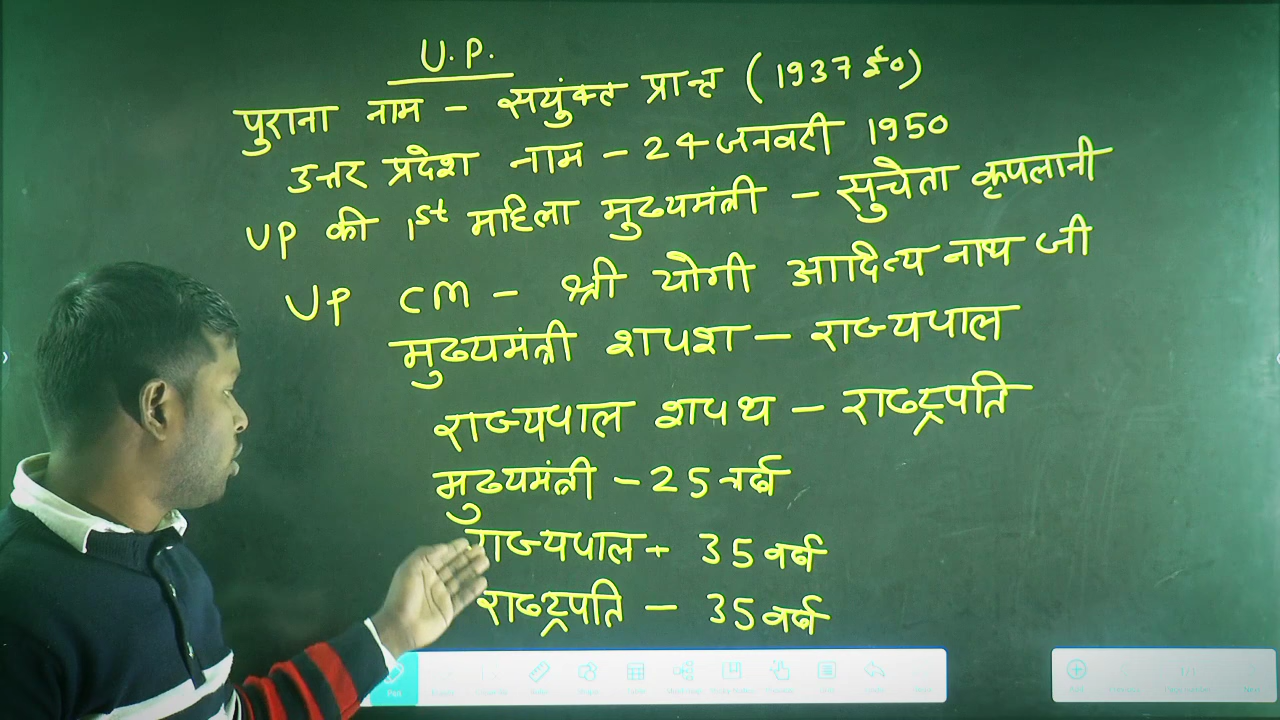 U.P.
पुराना नाम - सयुंक्त प्रान्त (1937 ई०)
उत्तर प्रदेश नाम - 24 जनवरी 1950
UP की 1st महिला मुख्यमंत्री - सुचेता कृपलानी
UP CM - श्री योगी आदित्य नाथ जी
मुख्यमंत्री शपथ - राज्यपाल
राज्यपाल शपथ - राष्ट्रपति
मुख्यमंत्री - 25 वर्ष
राज्यपाल - 35 वर्ष
राष्ट्रपति - 35 वर्ष
Pen